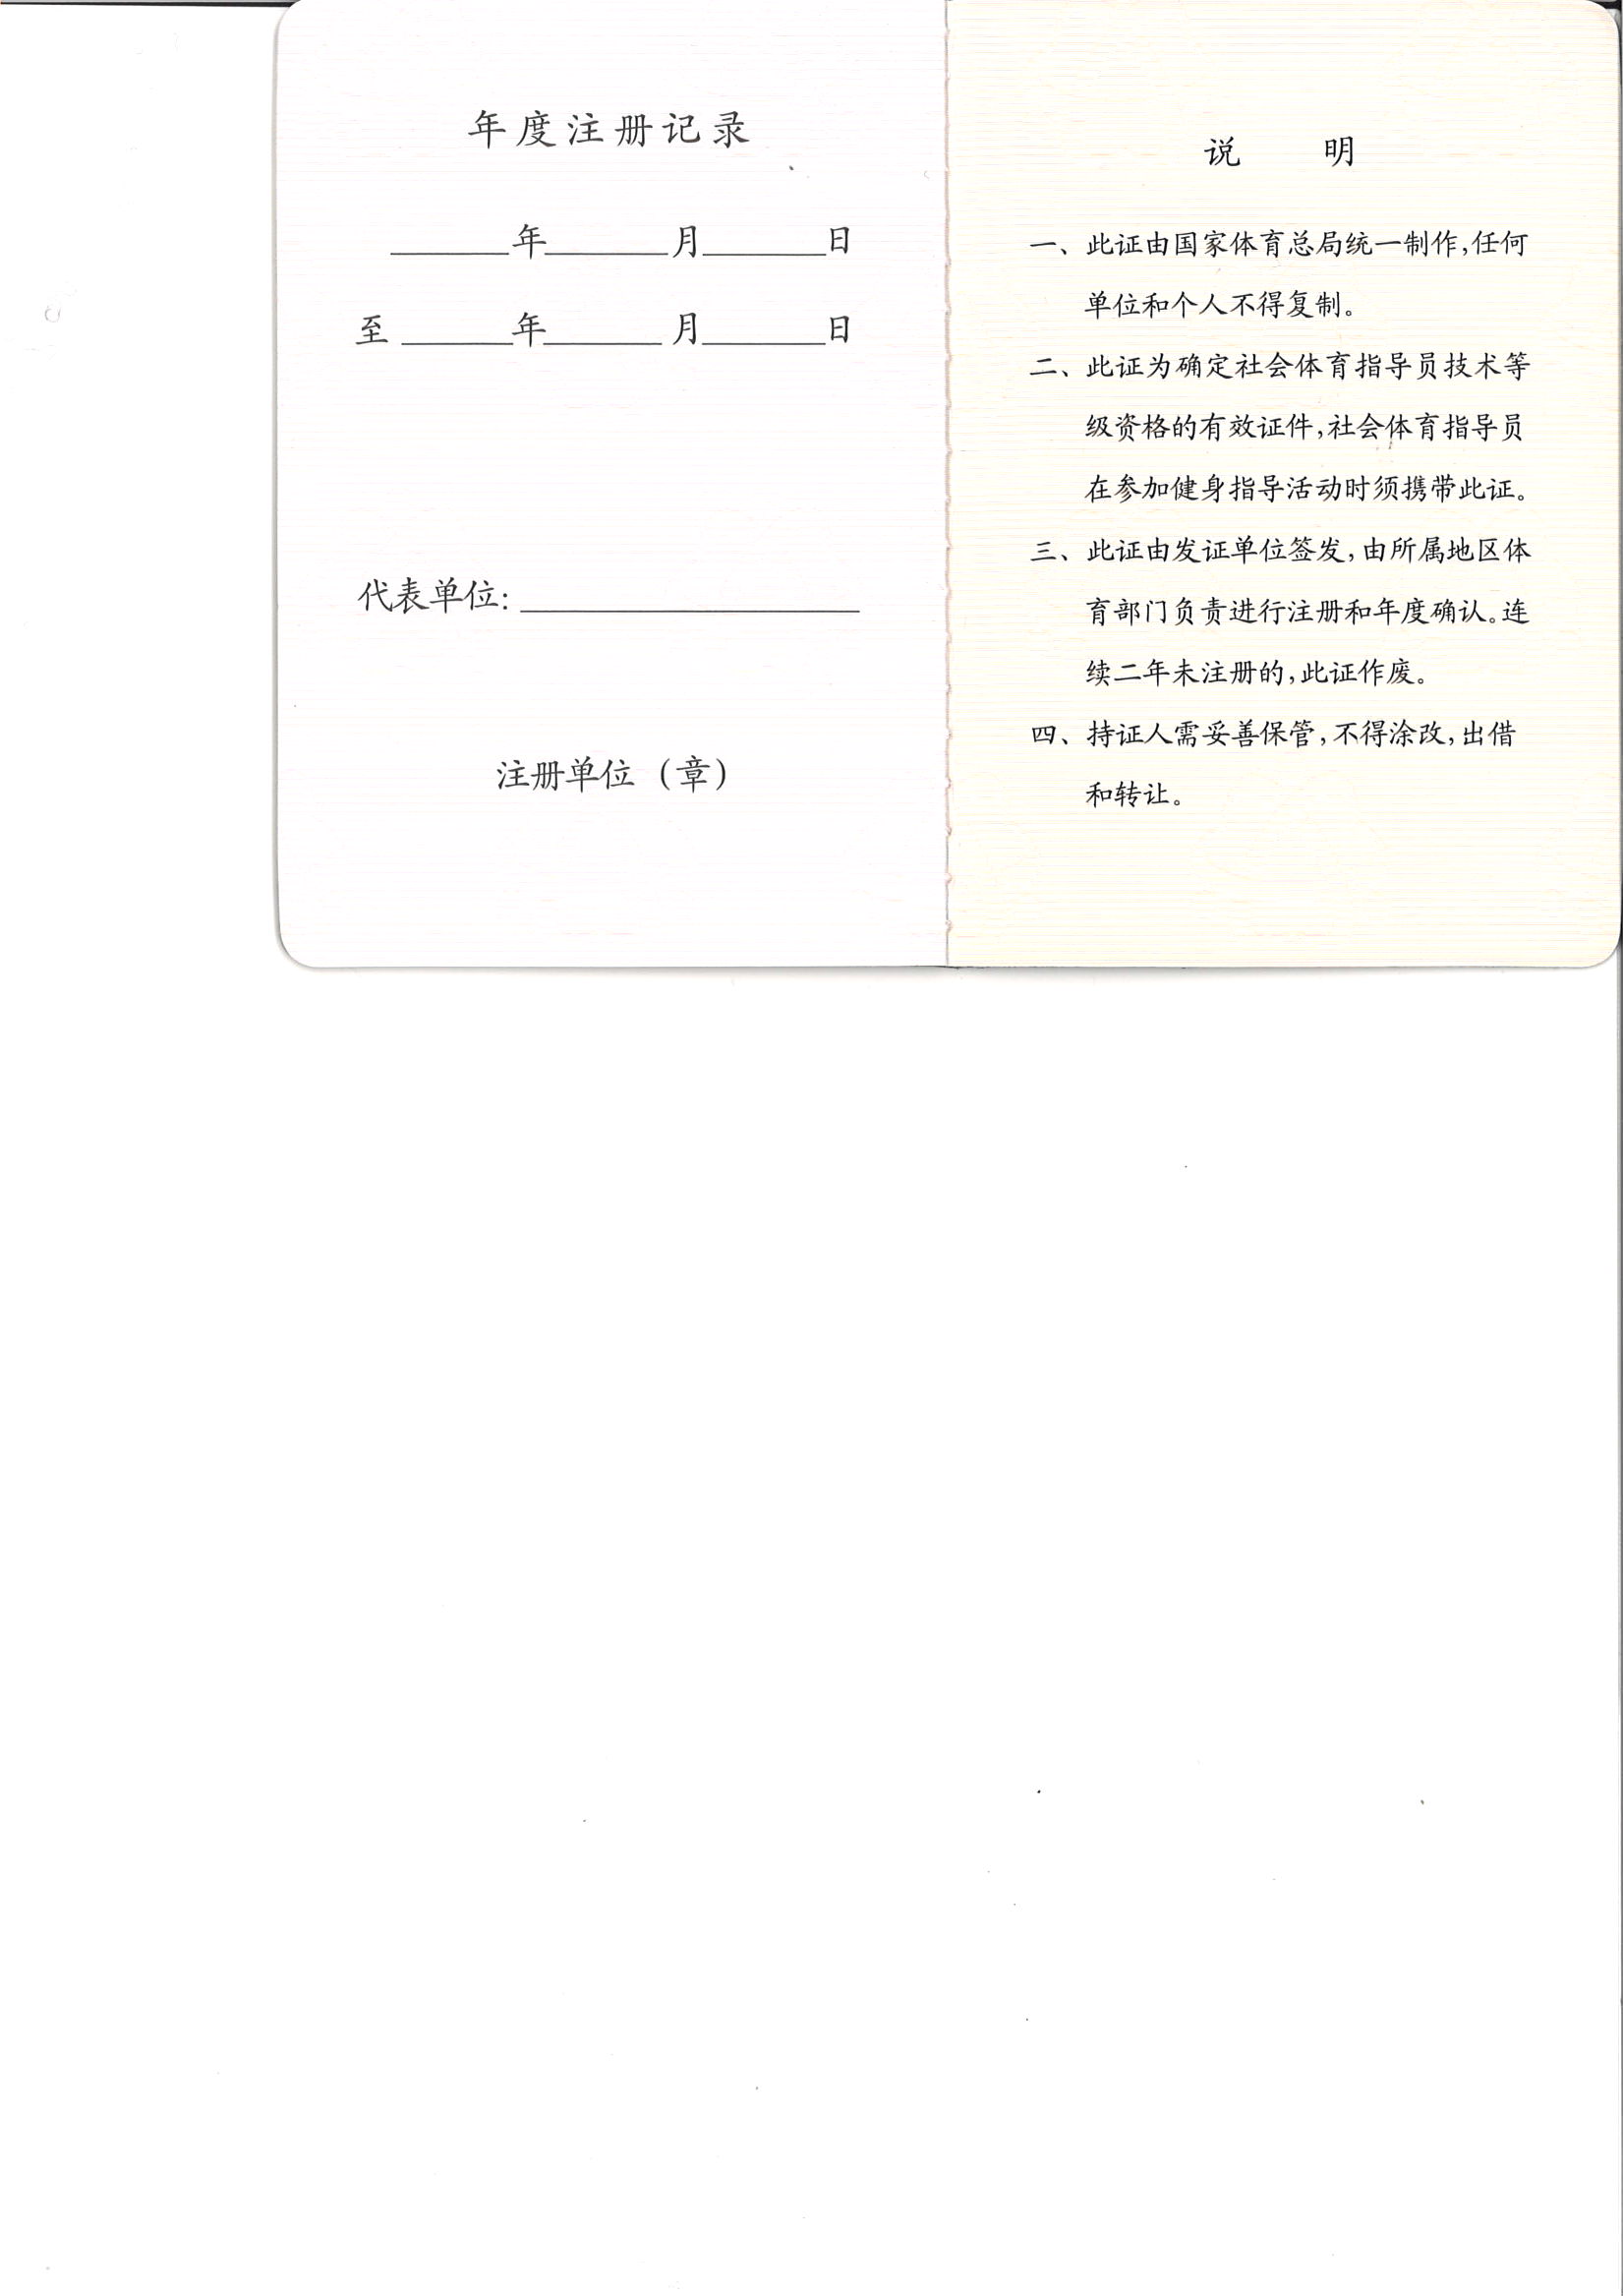 年度注册记录
______年______月______日
至______年______月______日
代表单位:__________________
注册单位（章）
说 明
一、此证由国家体育总局统一制作,任何
单位和个人不得复制。
二、此证为确定社会体育指导员技术等
级资格的有效证件,社会体育指导员
在参加健身指导活动时须携带此证。
三、此证由发证单位签发,由所属地区体
育部门负责进行注册和年度确认。连
续二年未注册的,此证作废。
四、持证人需妥善保管,不得涂改,出借
和转让。